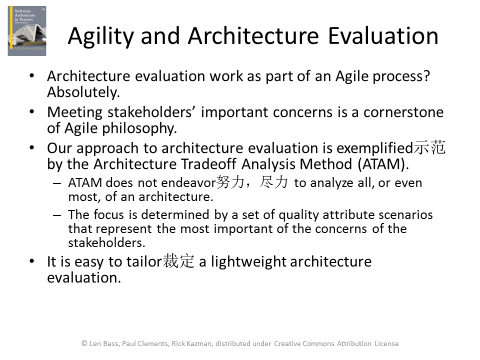 Software
Architecture
in Practice
Agility and Architecture Evaluation
• Architecture evaluation work as part of an Agile process?
Absolutely.
• Meeting stakeholders' important concerns is a cornerstone
of Agile philosophy.
• Our approach to architecture evaluation is exemplified示范
by the Architecture Tradeoff Analysis Method (ATAM).
– ATAM does not endeavor努力，尽力 to analyze all, or even
most, of an architecture.
– The focus is determined by a set of quality attribute scenarios
that represent the most important of the concerns of the
stakeholders.
• It is easy to tailor裁定 a lightweight architecture
evaluation.
© Len Bass, Paul Clements, Rick Kazman, distributed under Creative Commons Attribution License